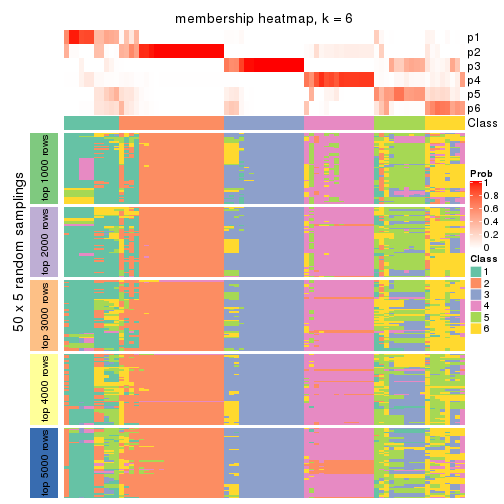 membership heatmap, k = 6
p1
p2
p3
p4
p5
p6
Class
50 x 5 random samplings
top 1000 rows
top 2000 rows
top 3000 rows
top 4000 rows
top 5000 rows
Prob
1
0.8
0.6
0.4
0.2
0
Class
1
2
3
4
5
6